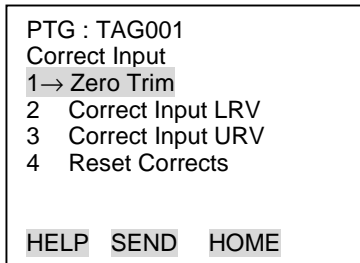 PTG : TAG001
Correct Input
1→ Zero Trim
2 Correct Input LRV
3 Correct Input URV
4 Reset Corrects
HELP SEND HOME